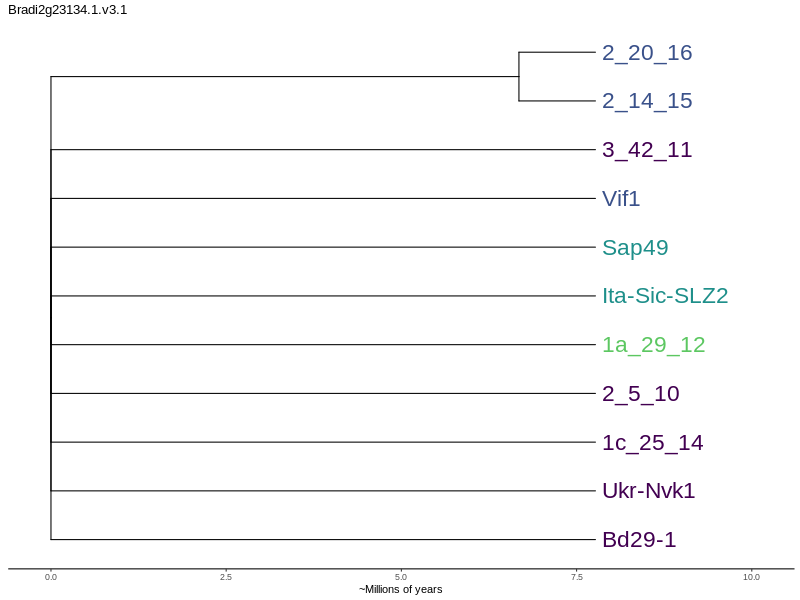 Bradi2g23134.1.v3.1
2_20_16
2_14_15
3_42_11
Vif1
Sap49
Ita-Sic-SLZ2
1a_29_12
2_5_10
1c_25_14
Ukr-Nvk1
Bd29-1
0.0 2.5 5.0 7.5 10.0
~Millions of years